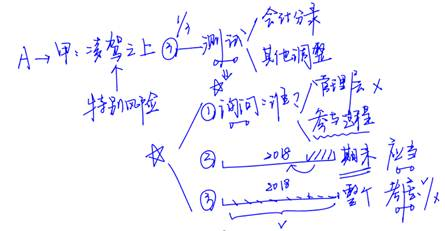 1/3
会计分录
A→甲：凌驾之上 ③ 测试
其他调整
特别风险
① 询问：谁？ 管理层 ×
参与过程
② 2018 期末 应当
③ 2018 整个 考虑 √/×
√